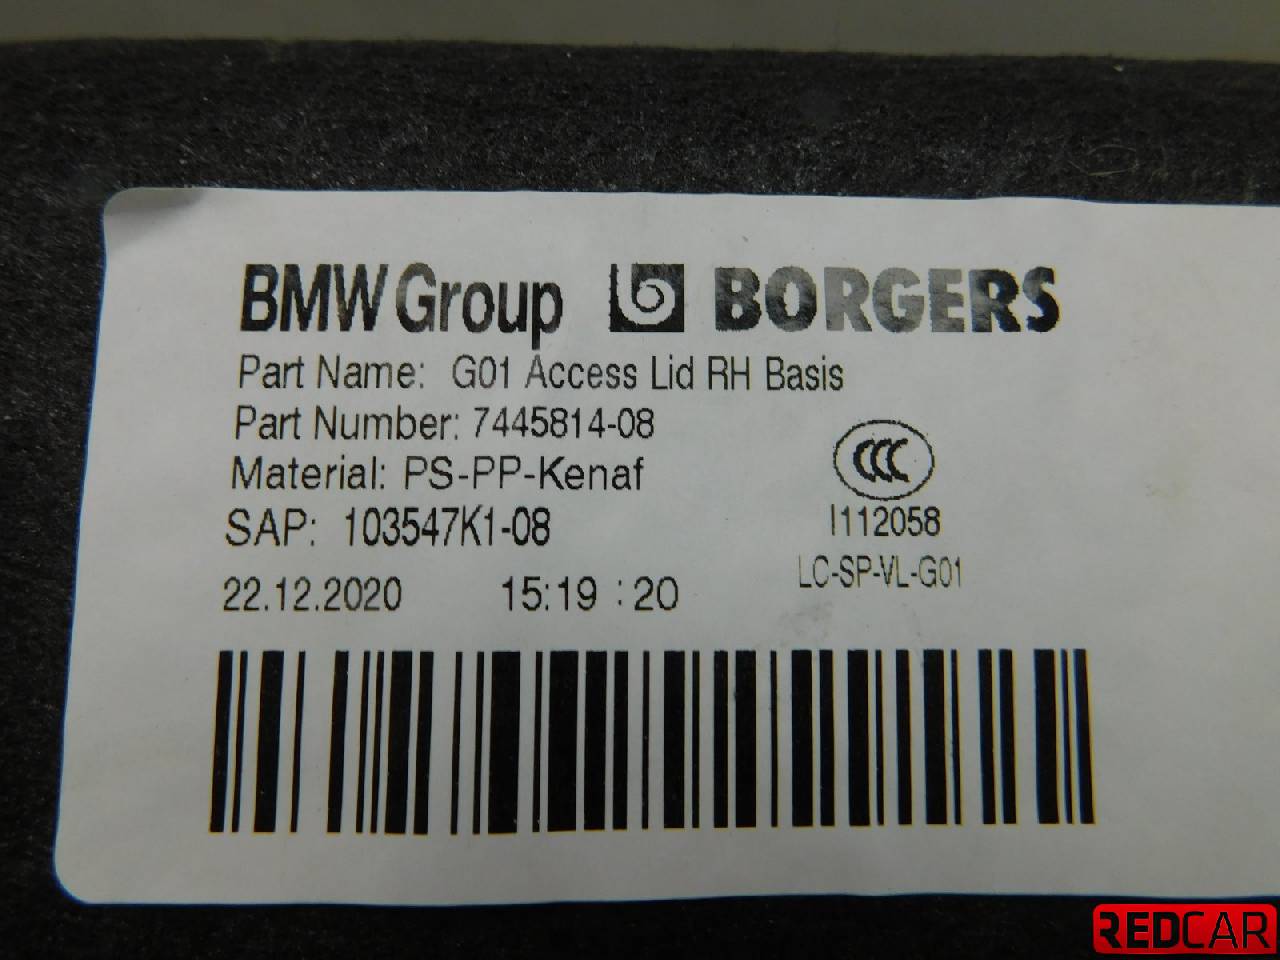 BMW Group BORGERS
Part Name: G01 Access Lid RH Basis
Part Number: 7445814-08
Material: PS-PP-Kenaf
SAP: 103547K1-08
CCC
I112058
LC-SP-VL-G01
22.12.2020 15:19 :20
REDCAR